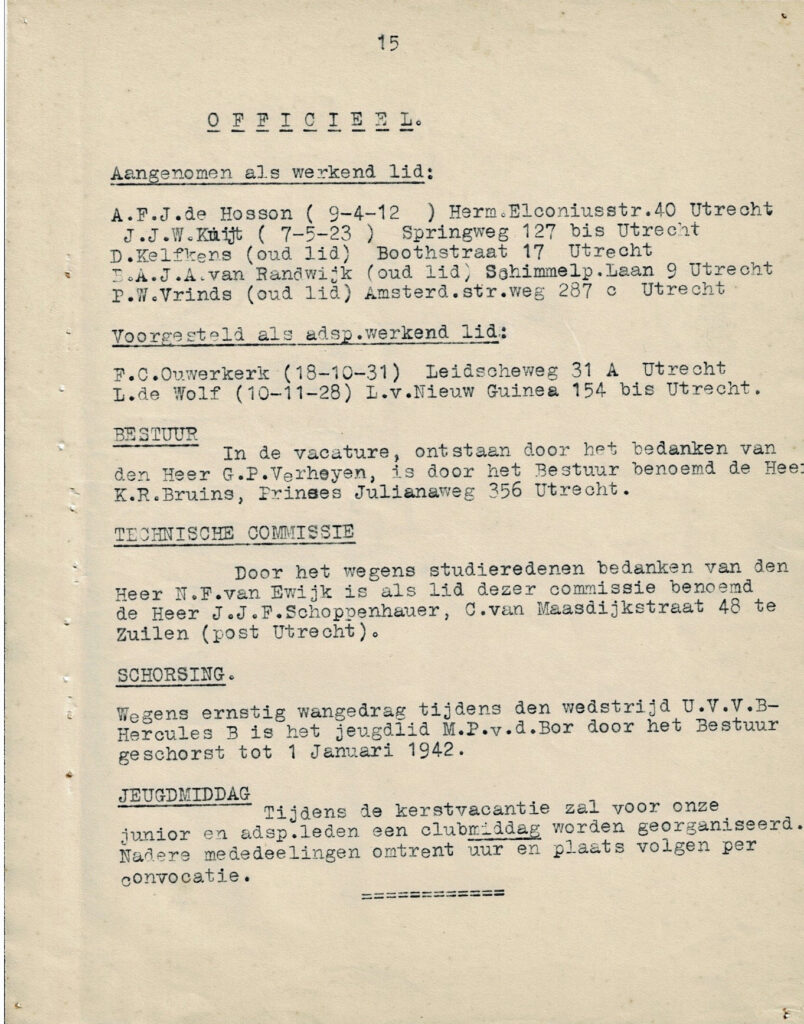 15
OFFICIEEL.
Aangenomen als werkend lid:
A.F.J.de Hosson ( 9-4-12 ) Herm.Elconiusstr.40 Utrecht
J.J.W.Kuijt ( 7-5-23 ) Springweg 127 bis Utrecht
D.Kelfkens (oud lid) Boothstraat 17 Utrecht
.A.J.A.van Randwijk (oud lid) Schimmelp.Laan 9 Utrecht
P.W.Vrinds (oud lid) Amsterd.str.weg 287 c Utrecht
Voorgesteld als adsp.werkend lid:
F.C.Ouwerkerk (18-10-31) Leidscheweg 31 A Utrecht
L.de Wolf (10-11-28) L.v.Nieuw Guinea 154 bis Utrecht.
BESTUUR
In de vacature, ontstaan door het bedanken van
den Heer G.P.Verheyen, is door het Bestuur benoemd de Hee
K.R.Bruins, Prinses Julianaweg 356 Utrecht.
TECHNISCHE COMMISSIE
Door het wegens studieredenen bedanken van den
Heer N.F.van Ewijk is als lid dezer commissie benoemd
de Heer J.J.F.Schoppenhauer, C.van Maasdijkstraat 48 te
Zuilen (post Utrecht).
SCHORSING.
Wegens ernstig wangedrag tijdens den wedstrijd U.V.V.B-
Hercules B is het jeugdlid M.P.v.d.Bor door het Bestuur
geschorst tot 1 Januari 1942.
JEUGDMIDDAG
Tijdens de kerstvacantie zal voor onze
junior en adsp.leden een clubmiddag worden georganiseerd.
Nadere mededeelingen omtrent uur en plaats volgen per
convocatie.
=============